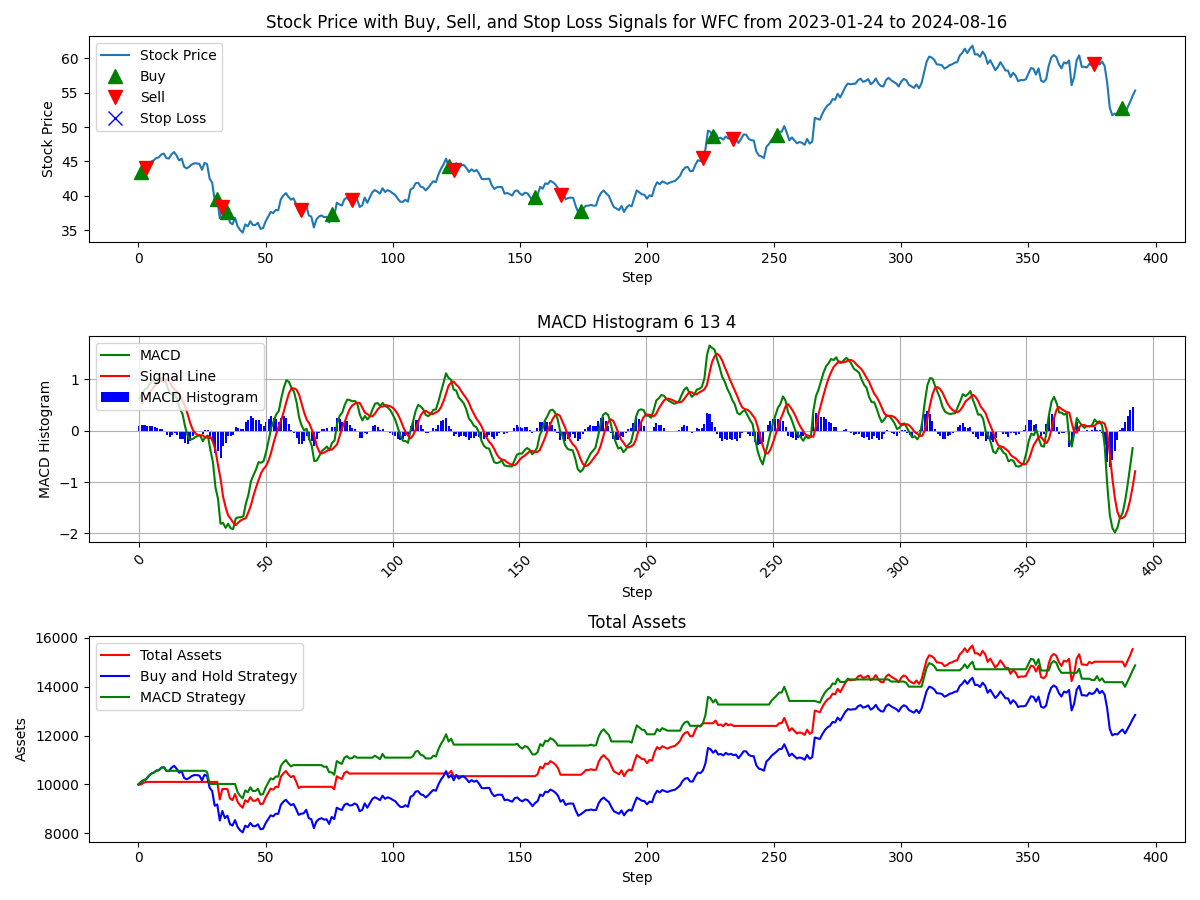 Stock Price with Buy, Sell, and Stop Loss Signals for WFC from 2023-01-24 to 2024-08-16
Stock Price
Buy
Sell
Stop Loss
Stock Price
60
55
50
45
40
35
0 50 100 150 200 250 300 350 400
Step
MACD Histogram 6 13 4
MACD
Signal Line
MACD Histogram
MACD Histogram
1
0
−1
−2
0 50 100 150 200 250 300 350 400
Step
Total Assets
Total Assets
Buy and Hold Strategy
MACD Strategy
Assets
16000
14000
12000
10000
8000
0 50 100 150 200 250 300 350 400
Step